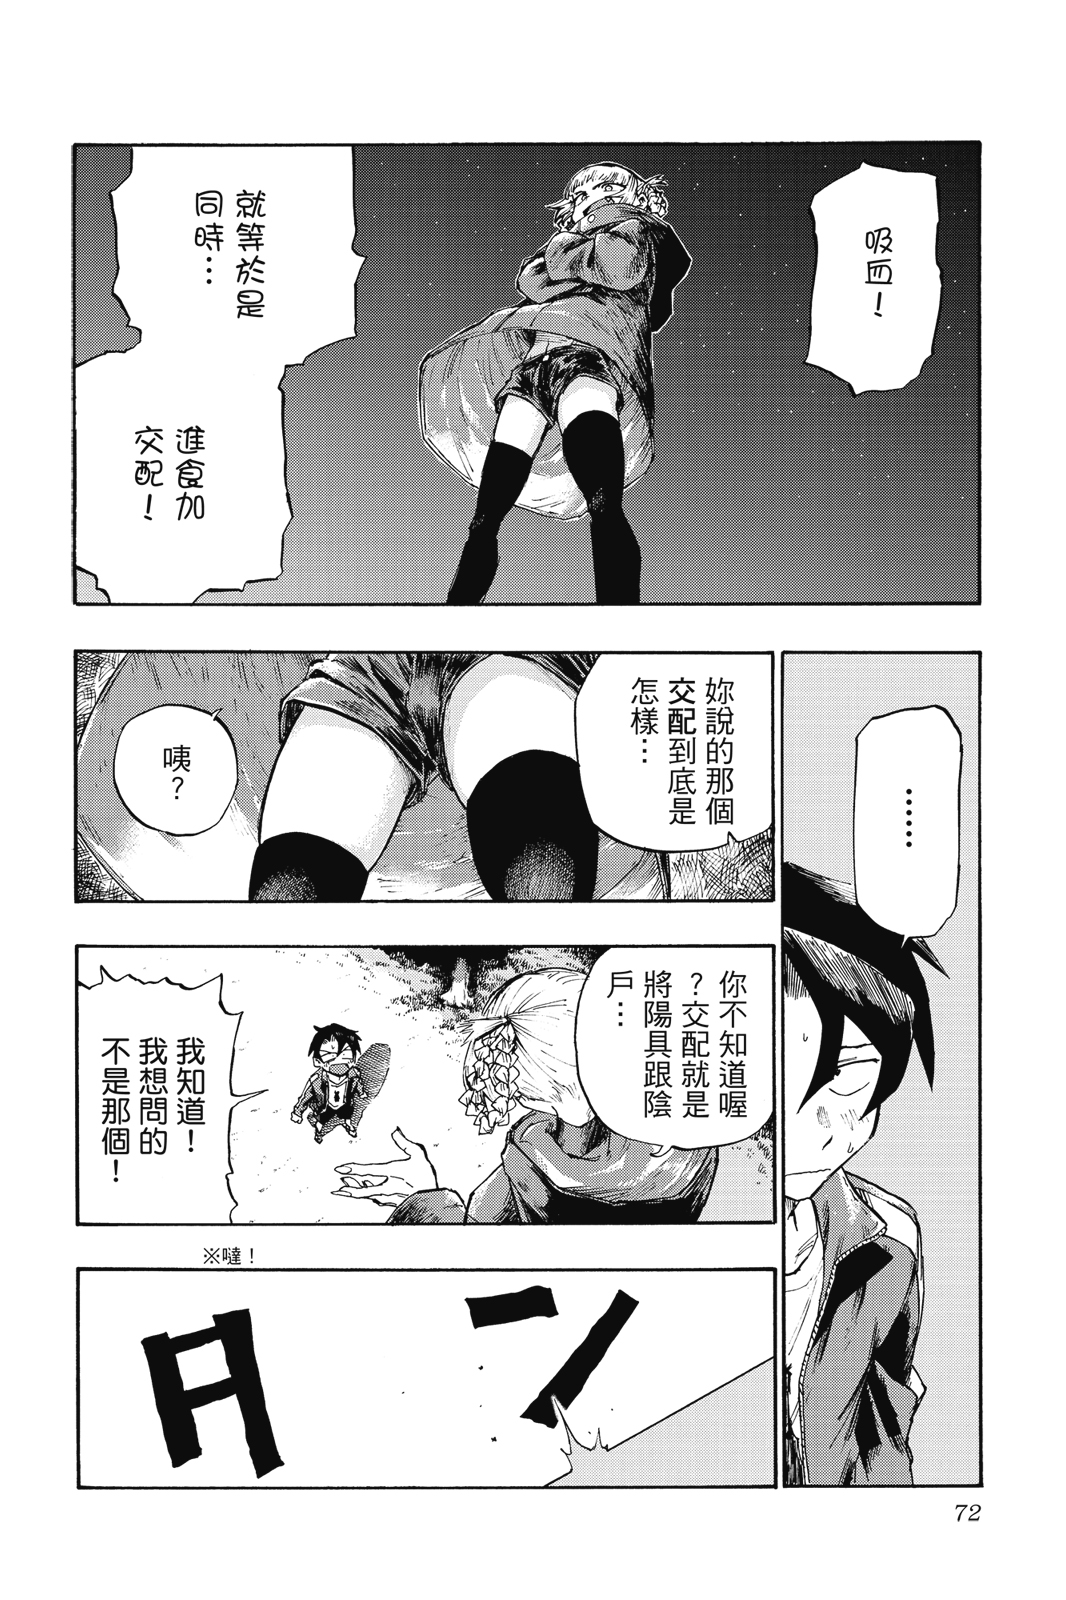 吸血！
就等於是
同時…
進食加
交配！
……
妳說的那個
交配到底是
怎樣…
咦？
你不知道喔
？交配就是
將陽具跟陰
戶…
我知道！
我想問的
不是那個！
※噠！
タン
72